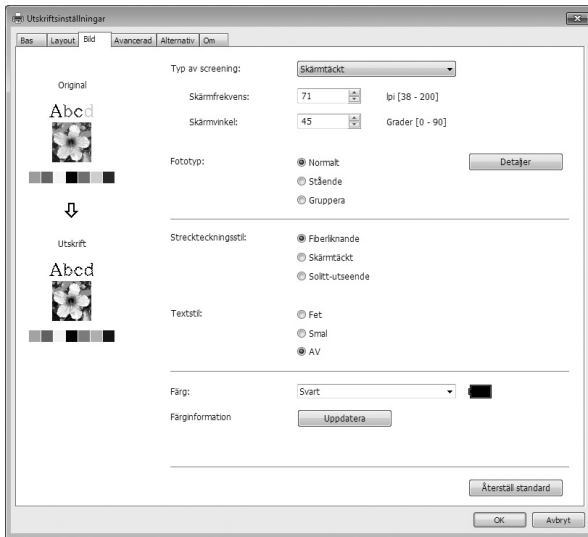 Utskriftsinställningar
Bas Layout Bild Avancerad Alternativ Om
Original
Abcd
Utskrift
Abcd
Typ av screening: Skärmtäckt
Skärmfrekvens: 71 lpi [38 - 200]
Skärmvinkel: 45 Grader [0 - 90]
Fototyp: Normalt Detaljer
Stående
Gruppera
Streckteckningsstil: Fiberliknande
Skärmtäckt
Solitt-utseende
Textstil: Fet
Smal
AV
Färg: Svart
Färginformation Uppdatera
Återställ standard
OK Avbryt